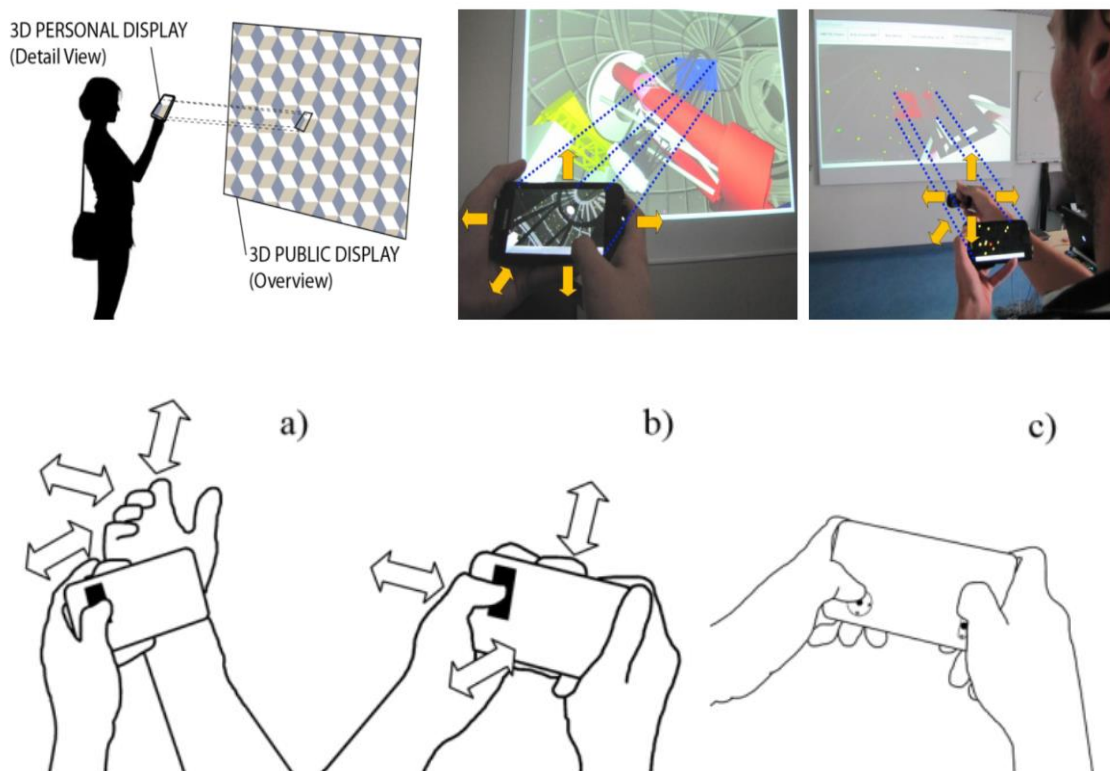 3D PERSONAL DISPLAY
(Detail View)
3D PUBLIC DISPLAY
(Overview)
a)
b)
c)